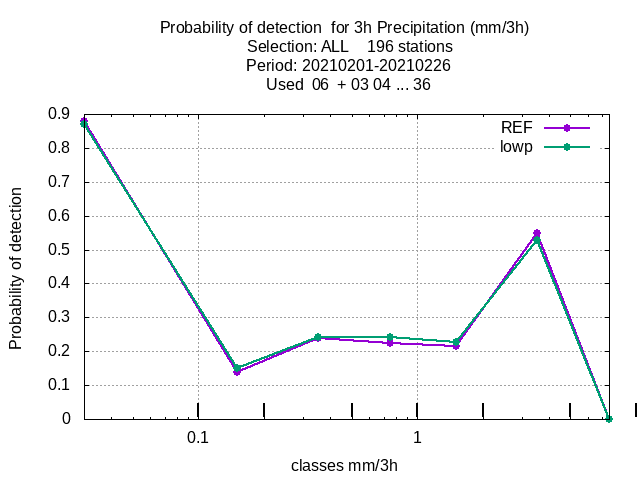 Probability of detection  for 3h Precipitation (mm/3h)
Selection: ALL    196 stations
Period: 20210201-20210226
Used  06  + 03 04 ... 36
REF
lowp
Probability of detection
0.9
0.8
0.7
0.6
0.5
0.4
0.3
0.2
0.1
0
0.1 1
classes mm/3h